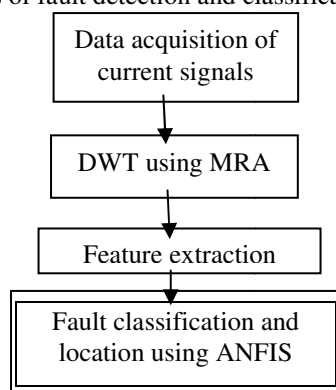 of fault detection and
Data acquisition of
current signals
DWT using MRA
Feature extraction
Fault classification and
location using ANFIS